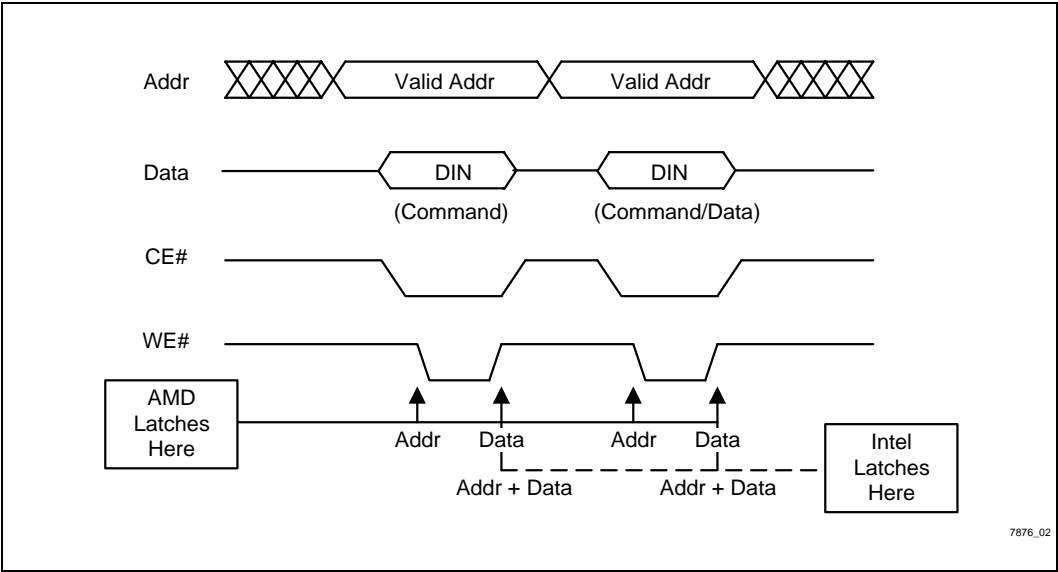 Addr
Valid Addr
Valid Addr
Data
DIN
DIN
(Command)
(Command/Data)
CE#
WE#
AMD
Latches
Here
Addr
Data
Addr
Data
Addr + Data
Addr + Data
Intel
Latches
Here
7876_02